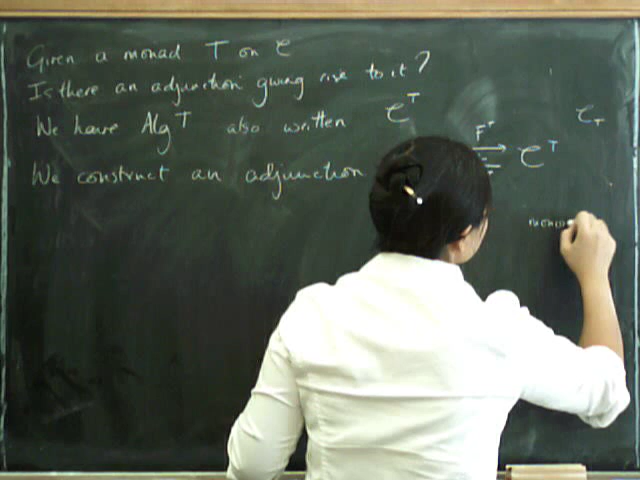 Given a monad T on C
Is there an adjunction giving rise to it?
We have Alg^T also written C^T
C_T
We construct an adjunction F^T C^T